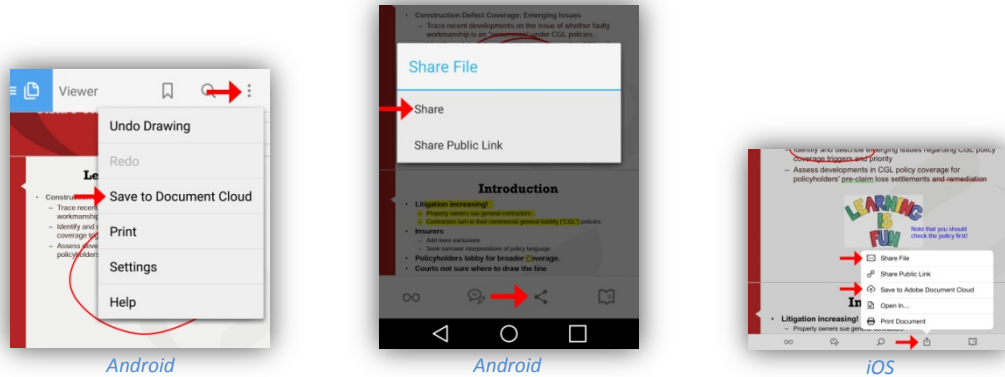 Viewer
Undo Drawing
Redo
Save to Document Cloud
Print
Settings
Help
Le
• Construc
– Trace recen
workmanship
– Identify and
coverage
– Assess
policyholders
Android
• Construction Defect Coverage: Emerging Issues
– Trace recent developments on the issue of whether faulty
workmanship is an "occurrence" under CGL policies.
Share File
Share
Share Public Link
Introduction
• Litigation increasing!
– Property owners sue general contractors
– Contractors turn to their commercial general liability ("CGL") policies.
• Insurers
– Add more exclusions
– Seek narrower interpretations of policy language
• Policyholders lobby for broader coverage.
• Courts not sure where to draw the line
Android
– Identify and describe emerging issues regarding CGL policy
coverage triggers and priority
– Assess developments in CGL policy coverage for
policyholders' pre-claim loss settlements and remediation
LEARNING
IS
FUN
Note that you should
check the policy first!
Share File
Share Public Link
Save to Adobe Document Cloud
Open In...
Print Document
In
• Litigation increasing!
– Property owners sue general contractors
iOS